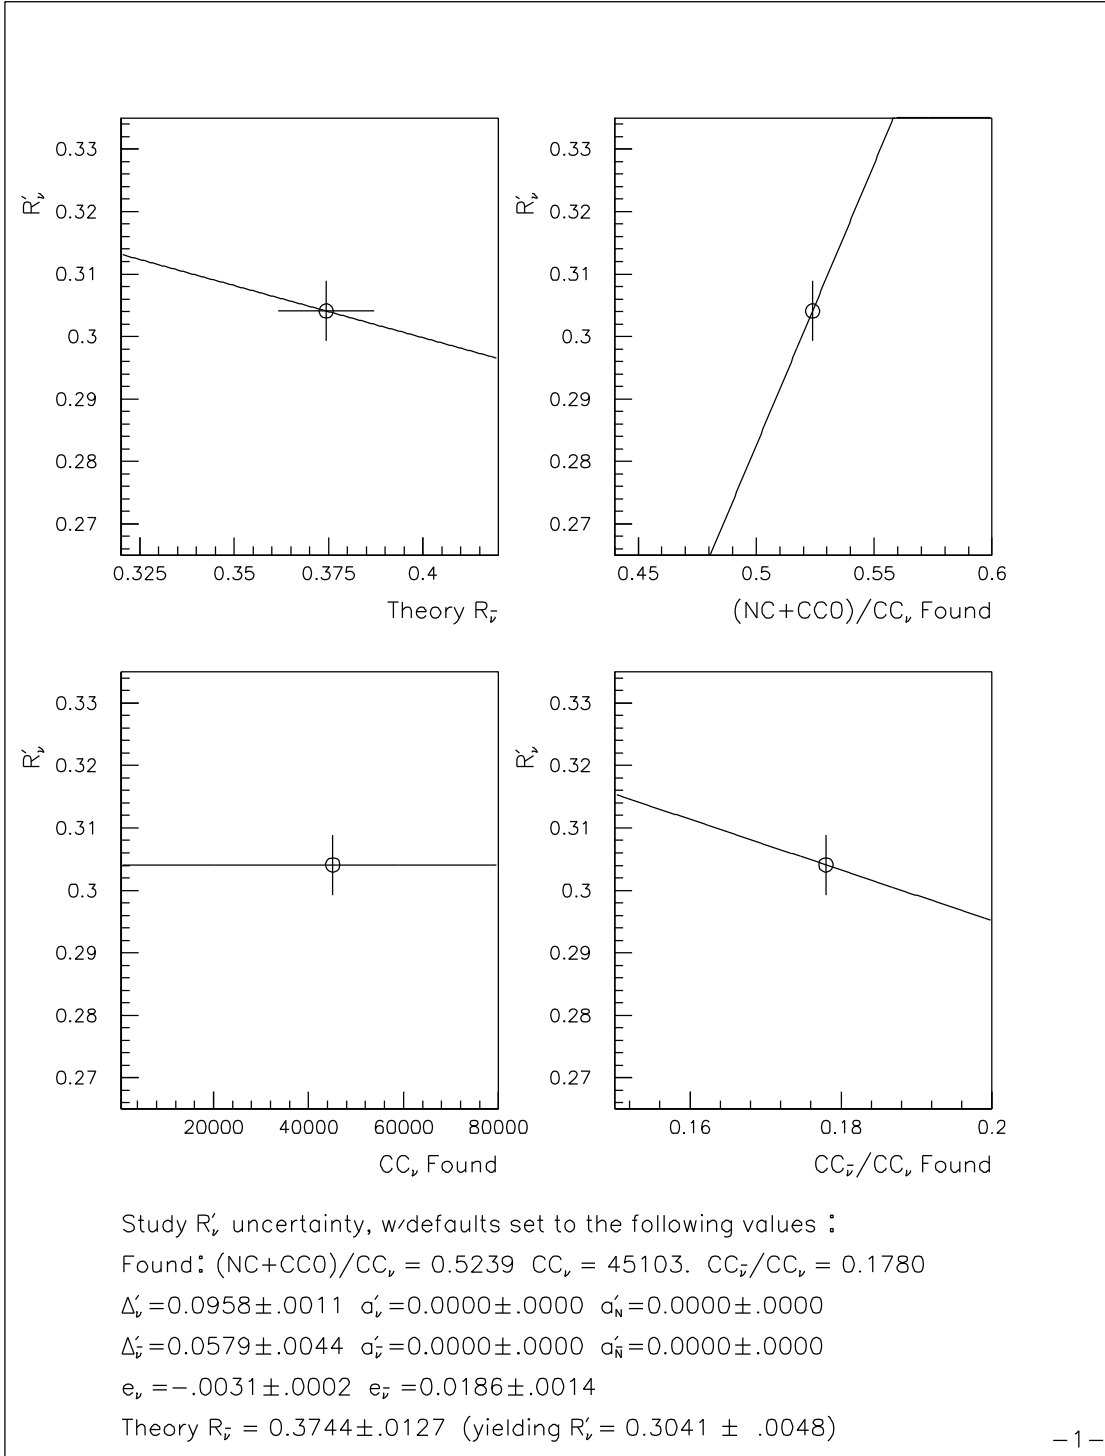 0.33
0.32
0.31
0.3
0.29
0.28
0.27
R′ν
0.325 0.35 0.375 0.4
Theory Rν̄
0.33
0.32
0.31
0.3
0.29
0.28
0.27
R′ν
0.45 0.5 0.55 0.6
(NC+CC0)/CCν Found
0.33
0.32
0.31
0.3
0.29
0.28
0.27
R′ν
20000 40000 60000 80000
CCν Found
0.33
0.32
0.31
0.3
0.29
0.28
0.27
R′ν
0.16 0.18 0.2
CCν̄/CCν Found
Study R′ν uncertainty, w/defaults set to the following values :
Found: (NC+CC0)/CCν = 0.5239 CCν = 45103. CCν̄/CCν = 0.1780
Δ′ν=0.0958±.0011 a′ν=0.0000±.0000 a′N=0.0000±.0000
Δ′ν̄=0.0579±.0044 a′ν̄=0.0000±.0000 a′N̄=0.0000±.0000
eν=-.0031±.0002 eν̄=0.0186±.0014
Theory Rν̄ = 0.3744±.0127 (yielding R′ν = 0.3041 ± .0048)
-1-